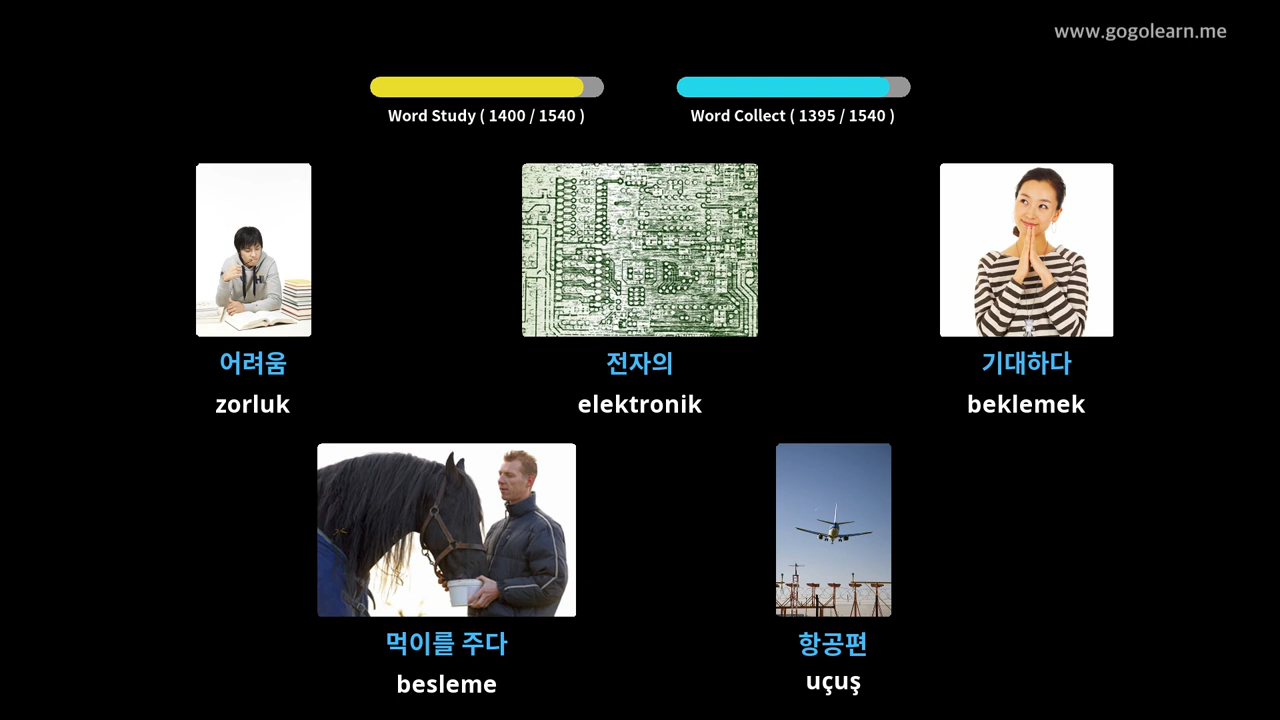 www.gogolearn.me
Word Study ( 1400 / 1540 )
Word Collect ( 1395 / 1540 )
어려움
전자의
기대하다
zorluk
elektronik
beklemek
먹이를 주다
항공편
besleme
uçuş